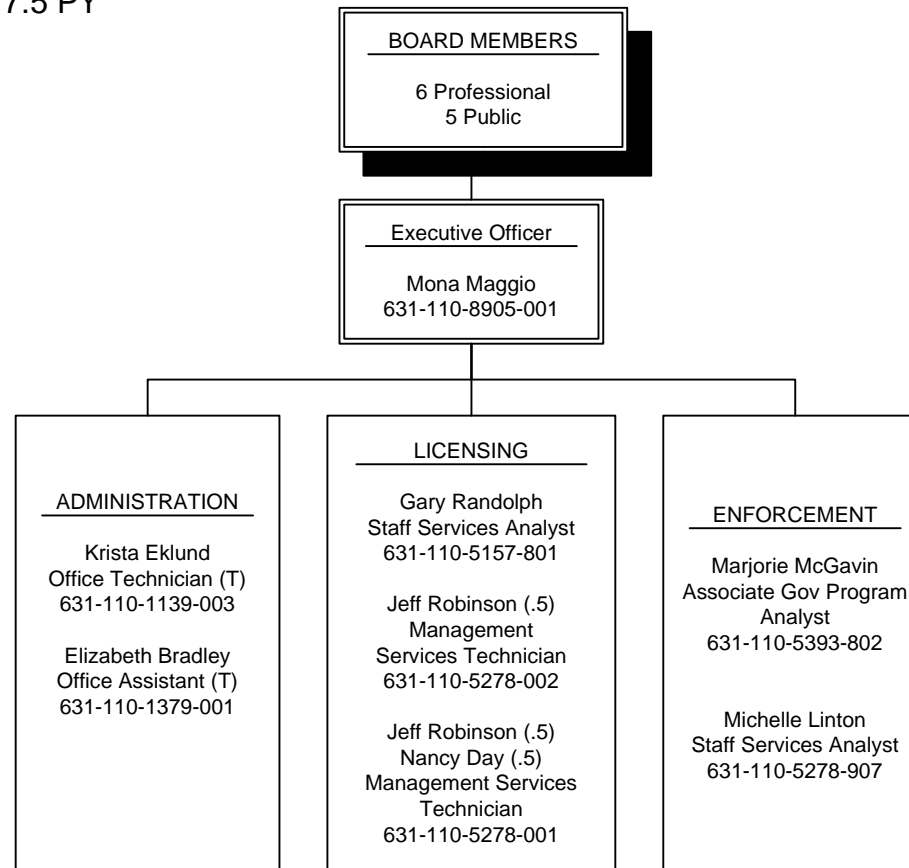 7.5 PY
BOARD MEMBERS
6 Professional
5 Public
Executive Officer
Mona Maggio
631-110-8905-001
ADMINISTRATION
Krista Eklund
Office Technician (T)
631-110-1139-003
Elizabeth Bradley
Office Assistant (T)
631-110-1379-001
LICENSING
Gary Randolph
Staff Services Analyst
631-110-5157-801
Jeff Robinson (.5)
Management
Services Technician
631-110-5278-002
Jeff Robinson (.5)
Nancy Day (.5)
Management Services
Technician
631-110-5278-001
ENFORCEMENT
Marjorie McGavin
Associate Gov Program
Analyst
631-110-5393-802
Michelle Linton
Staff Services Analyst
631-110-5278-907